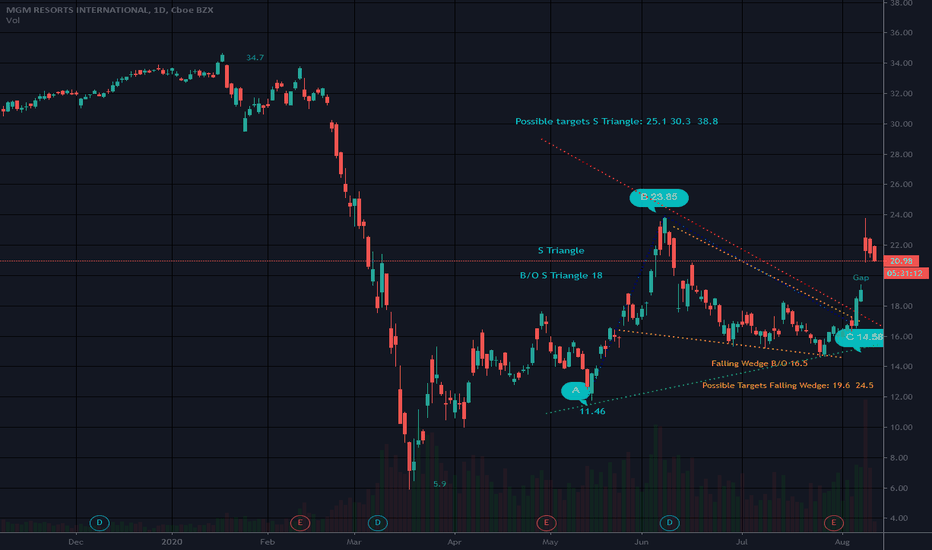 MGM RESORTS INTERNATIONAL, 1D, Cboe BZX
Vol
38.00
36.00
34.7
34.00
32.00
Possible targets S Triangle: 25.1 30.3 38.8
30.00
28.00
26.00
B 23.85
24.00
S Triangle
22.00
20.98
B/O S Triangle 18
05:31:12
Gap
18.00
C 14.58
16.00
Falling Wedge B/O 16.5
14.00
A
Possible Targets Falling Wedge: 19.6 24.5
12.00
11.46
10.00
8.00
5.9
6.00
4.00
D E D E D E
Dec 2020 Feb Mar Apr May Jun Jul Aug